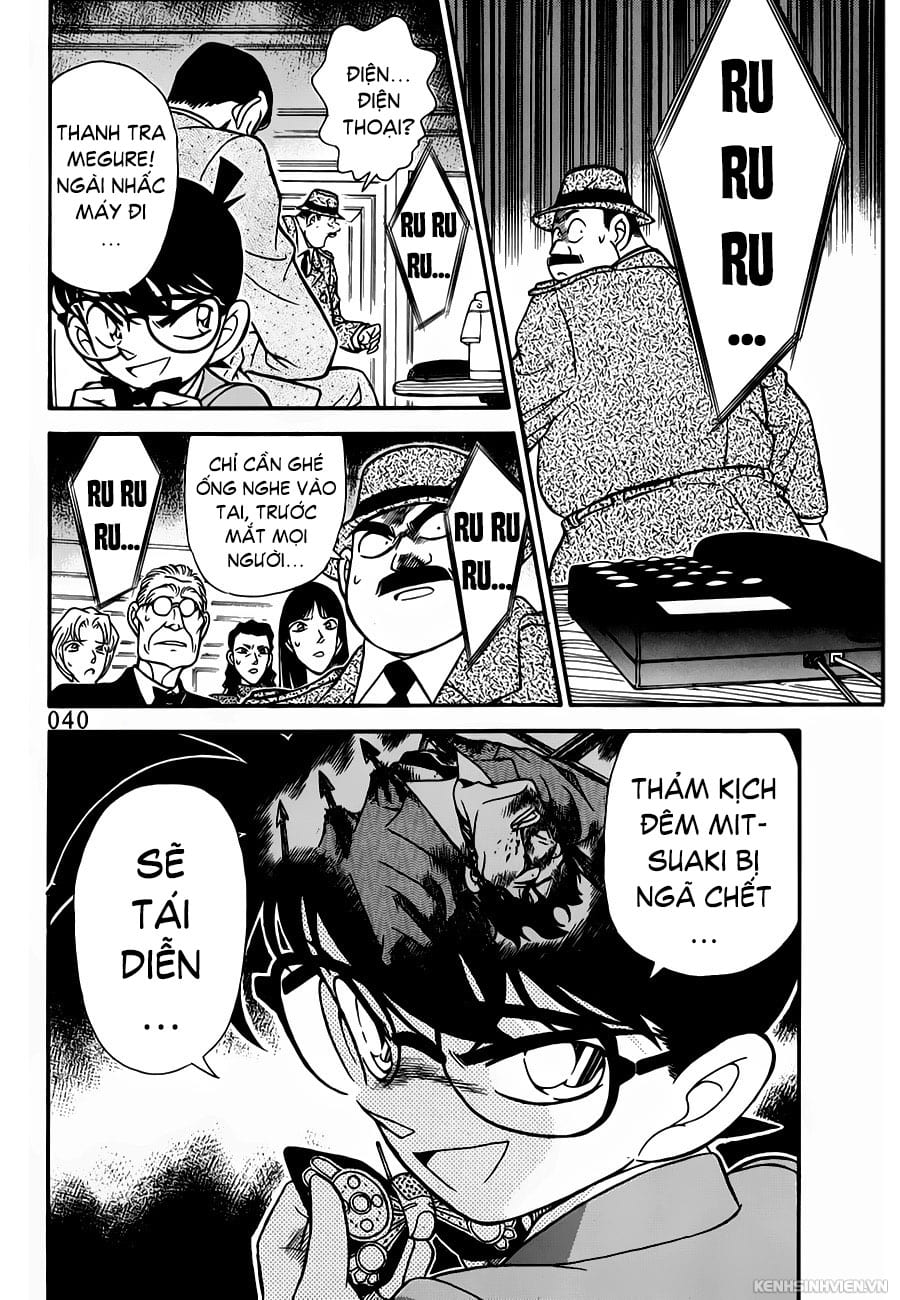 RU
RU
RU
...
ĐIỆN...
ĐIỆN
THOẠI?
RU RU
RU...
THANH TRA
MEGURE!
NGÀI NHẤC
MÁY ĐI
...
RU RU
RU...
CHỈ CẦN GHÉ
ỐNG NGHE VÀO
TAI, TRƯỚC
MẮT MỌI
NGƯỜI...
RU RU
RU...
040
THẢM KỊCH
ĐÊM MIT-
SUAKI BỊ
NGÃ CHẾT
...
SẼ
TÁI
DIỄN
...
KENHSINHVIEN.VN